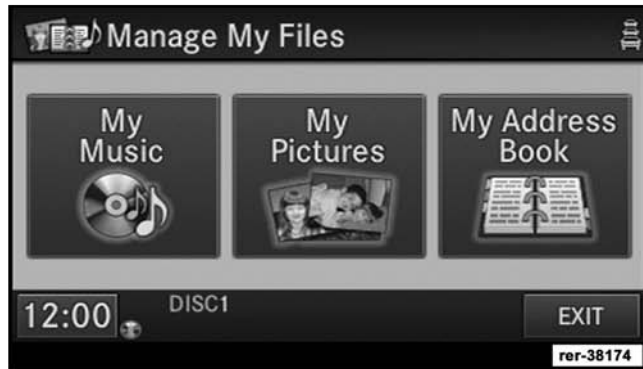 Manage My Files
My
Music
My
Pictures
My Address
Book
12:00
DISC1
EXIT
rer-38174